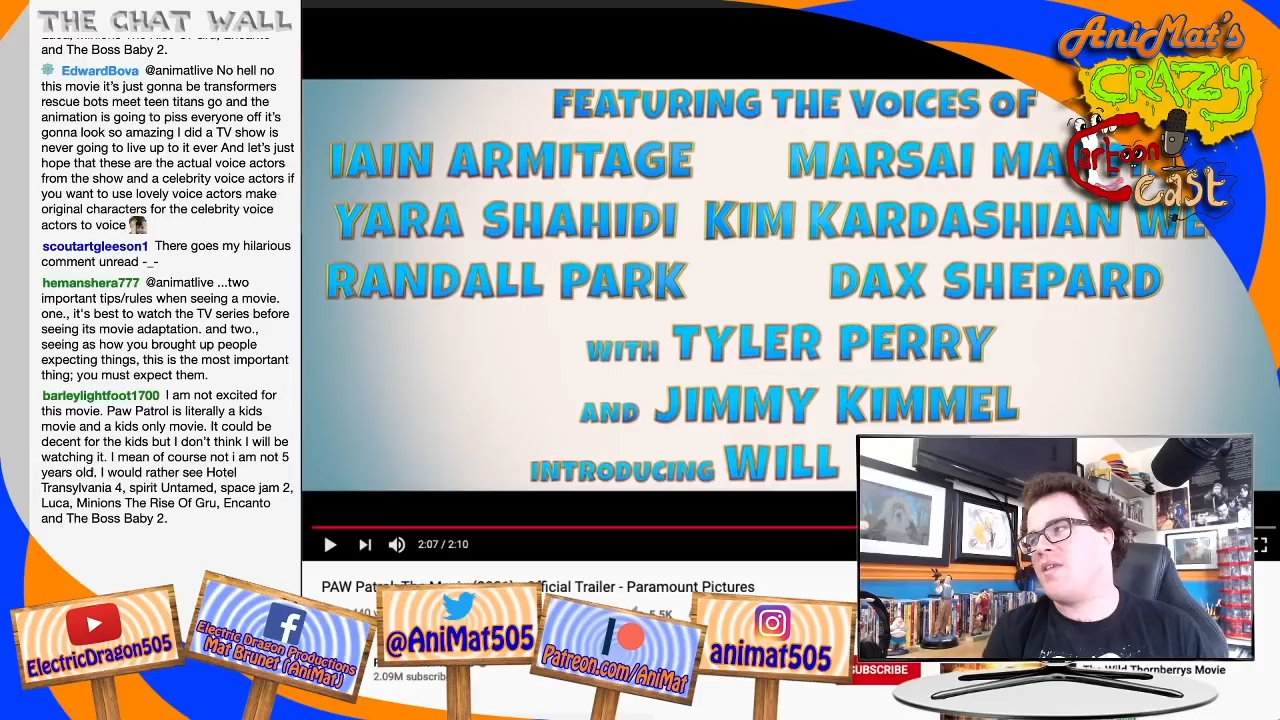 THE CHAT WALL
and The Boss Baby 2.
EdwardBova @animatlive No hell no
this movie it's just gonna be transformers
rescue bots meet teen titans go and the
animation is going to piss everyone off it's
gonna look so amazing I did a TV show is
never going to live up to it ever And let's just
hope that these are the actual voice actors
from the show and a celebrity voice actors if
you want to use lovely voice actors make
original characters for the celebrity voice
actors to voice
scoutartgleeson1 There goes my hilarious
comment unread -_-
hemanshera777 @animatlive ...two
important tips/rules when seeing a movie.
one., it's best to watch the TV series before
seeing its movie adaptation. and two.,
seeing as how you brought up people
expecting things, this is the most important
thing; you must expect them.
barleylightfoot1700 I am not excited for
this movie. Paw Patrol is literally a kids
movie and a kids only movie. It could be
decent for the kids but I don't think I will be
watching it. I mean of course not i am not 5
years old. I would rather see Hotel
Transylvania 4, spirit Untamed, space jam 2,
Luca, Minions The Rise Of Gru, Encanto
and The Boss Baby 2.
FEATURING THE VOICES OF
IAIN ARMITAGE
MARSAI
YARA SHAHIDI
KIM KARDASHIAN
RANDALL PARK
DAX SHEPARD
WITH TYLER PERRY
AND JIMMY KIMMEL
INTRODUCING WILL
AniMat's
CRAZY
Cartoon
Cast
2:07 / 2:10
PAW Movie (2021) Official Trailer - Paramount Pictures
5.5K
2.09M
SUBSCRIBE
The Wild Thornberrys Movie
ElectricDragon505
Electric Dragon Productions
Mat Brunet (AniMat)
@AniMat505
Patreon.com/AniMat
animat505